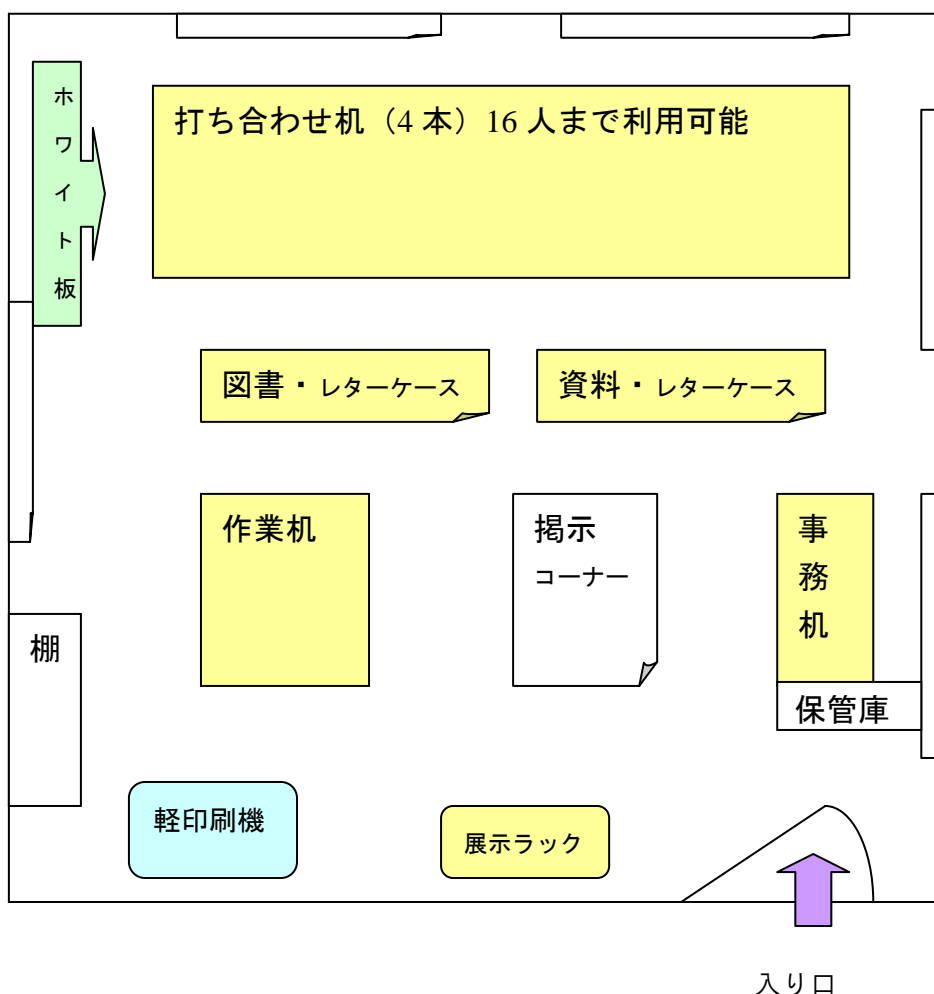 ホワイト板
打ち合わせ机（4本）16人まで利用可能
図書・レターケース
資料・レターケース
作業机
掲示
コーナー
事務机
棚
保管庫
軽印刷機
展示ラック
入り口